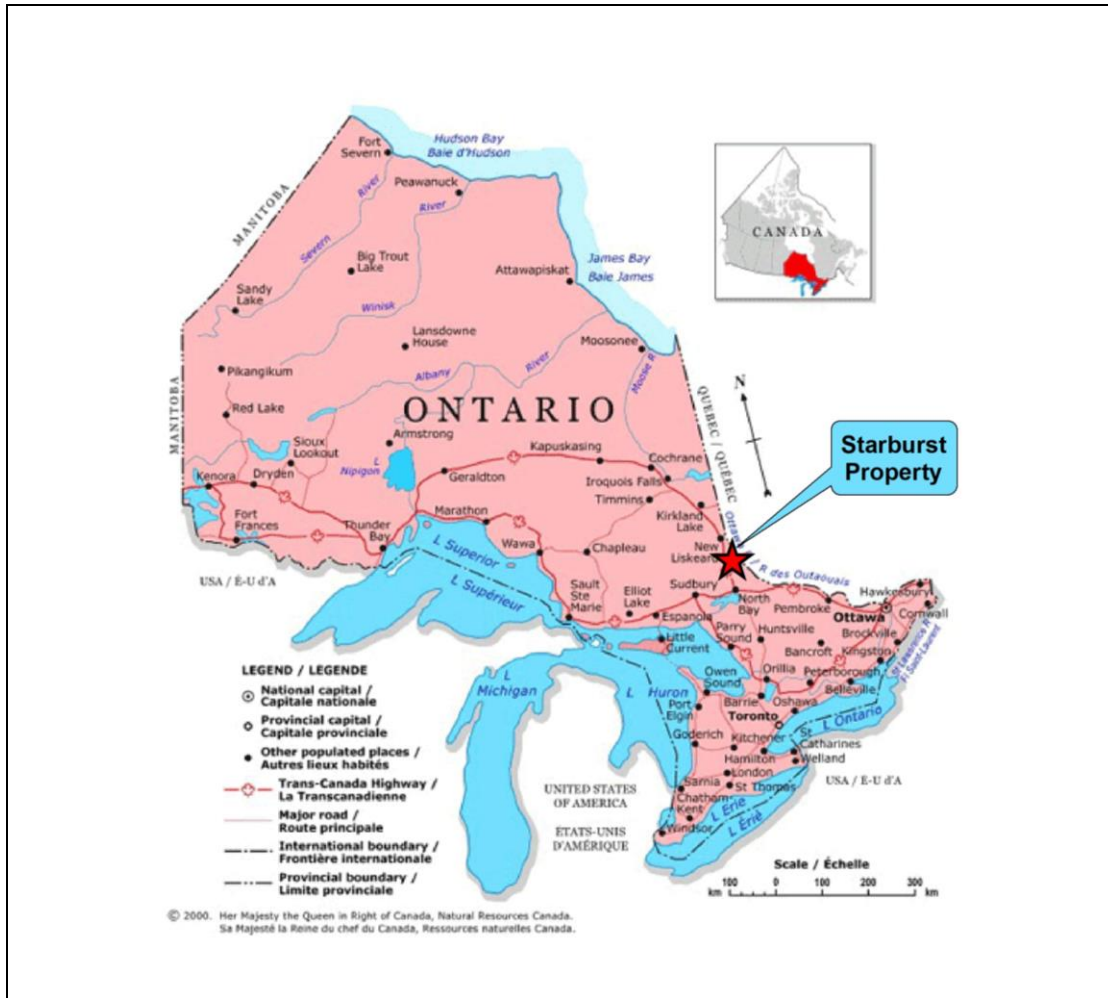 Hudson Bay
Baie d'Hudson
Fort
Severn
Peawanuck
River
River
MANITOBA
Severn
Big Trout
Lake
Attawapiskat
James Bay
Baie James
CANADA
Sandy
Lake
Winisk
Lansdowne
House
River
Moosonee
Moose R
MANITOBA
Pikangikum
Albany
QUEBEC / QUÉBEC
N
Red Lake
ONTARIO
Armstrong
Sioux
Lookout
L
Nipigon
Kapuskasing
Cochrane
Starburst
Property
Kenora
Dryden
Geraldton
Iroquois Falls
Timmins
Fort
Frances
Thunder
Bay
Marathon
Kirkland
Lake
Ottawa
/ R des Outaouais
Wawa
Chapleau
New
Liskeard
USA / É-U d'A
L Superior
L Supérieur
Sault
Ste
Marie
Elliot
Lake
Sudbury
North
Bay
Pembroke
Hawkesbury
Ottawa
Cornwall
Espanola
Little
Current
Parry
Sound
Huntsville
Bancroft
Brockville
Kingston
St Lawrence R
Fl Saint-Laurent
Owen
Sound
Orillia
Peterborough
Belleville
L
Michigan
L Huron
Port
Elgin
Barrie
Oshawa
Toronto
L Ontario
Goderich
Kitchener
St
Catharines
Hamilton
Welland
London
St Thomas
USA / É-U d'A
Sarnia
Chatham
Kent
Windsor
L Erie
L Érié
UNITED STATES
OF AMERICA
ÉTATS-UNIS
D'AMÉRIQUE
LEGEND / LÉGENDE
National capital /
Capitale nationale
Provincial capital /
Capitale provinciale
Other populated places /
Autres lieux habités
Trans-Canada Highway /
La Transcanadienne
Major road /
Route principale
International boundary /
Frontière internationale
Provincial boundary /
Limite provinciale
Scale / Échelle
km 100 0 100 200 300 km
© 2000. Her Majesty the Queen in Right of Canada, Natural Resources Canada.
Sa Majesté la Reine du chef du Canada, Ressources naturelles Canada.